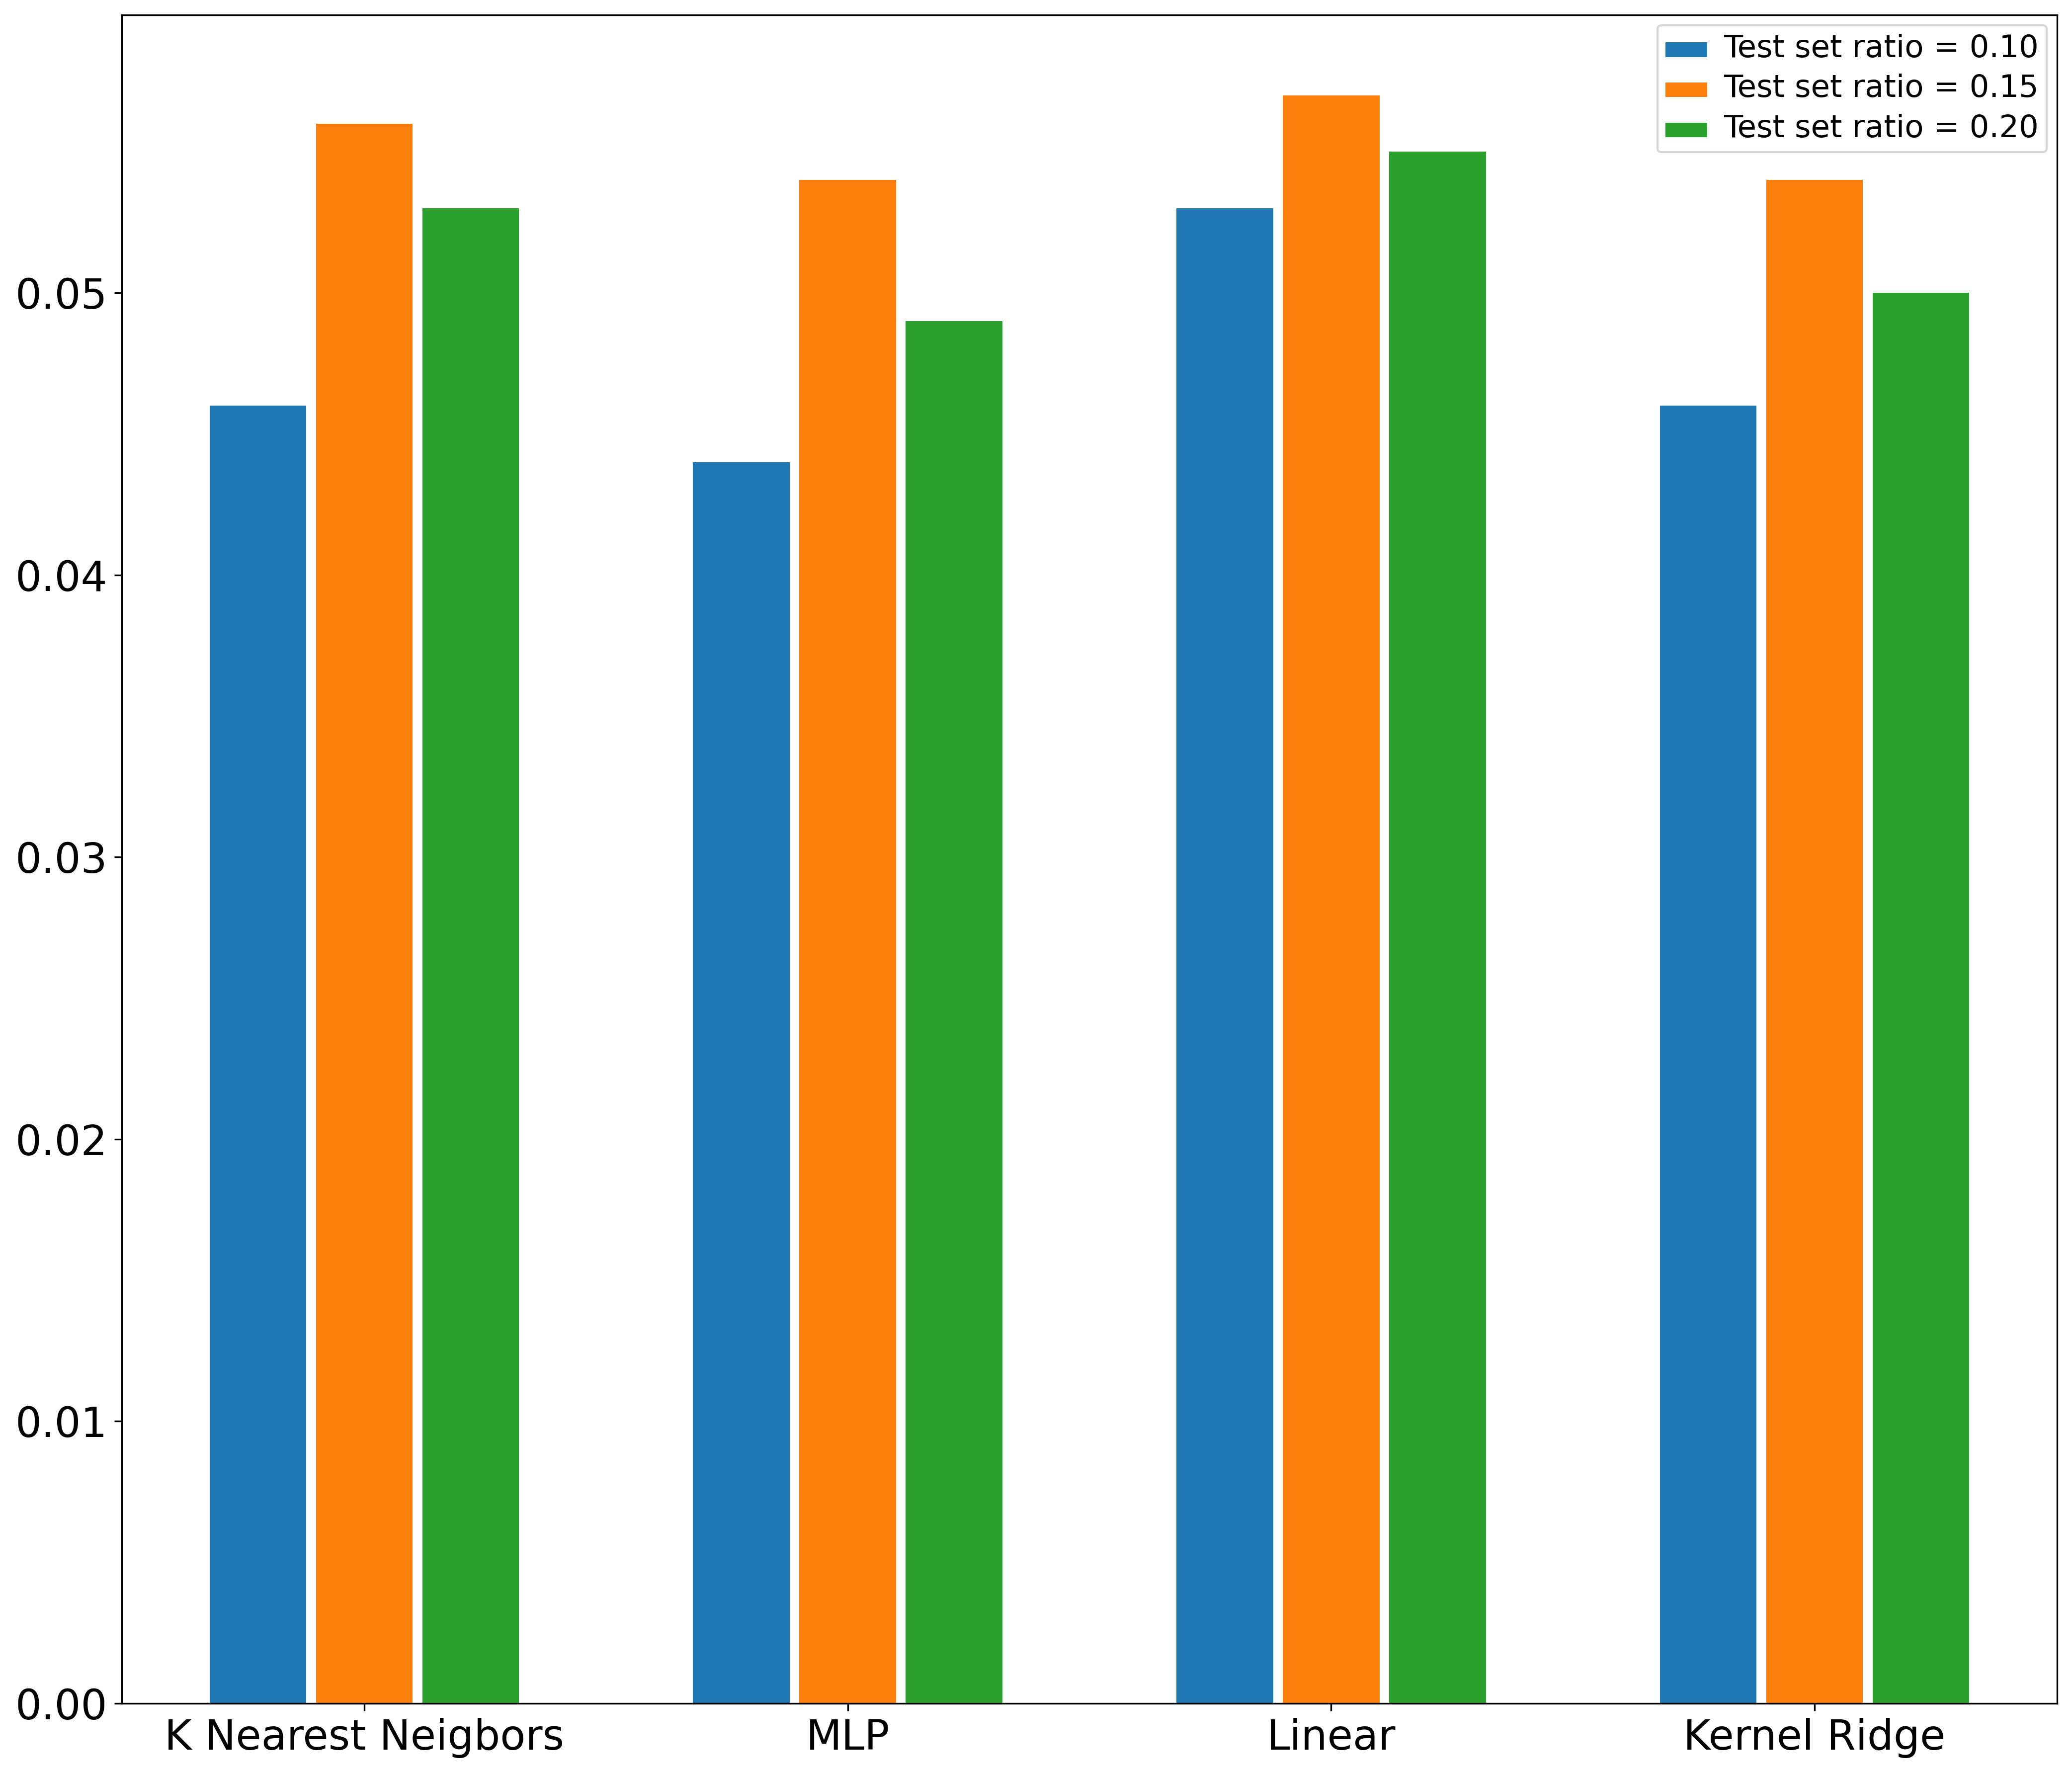 Test set ratio = 0.10
Test set ratio = 0.15
Test set ratio = 0.20
0.05
0.04
0.03
0.02
0.01
0.00
K Nearest Neigbors MLP Linear Kernel Ridge